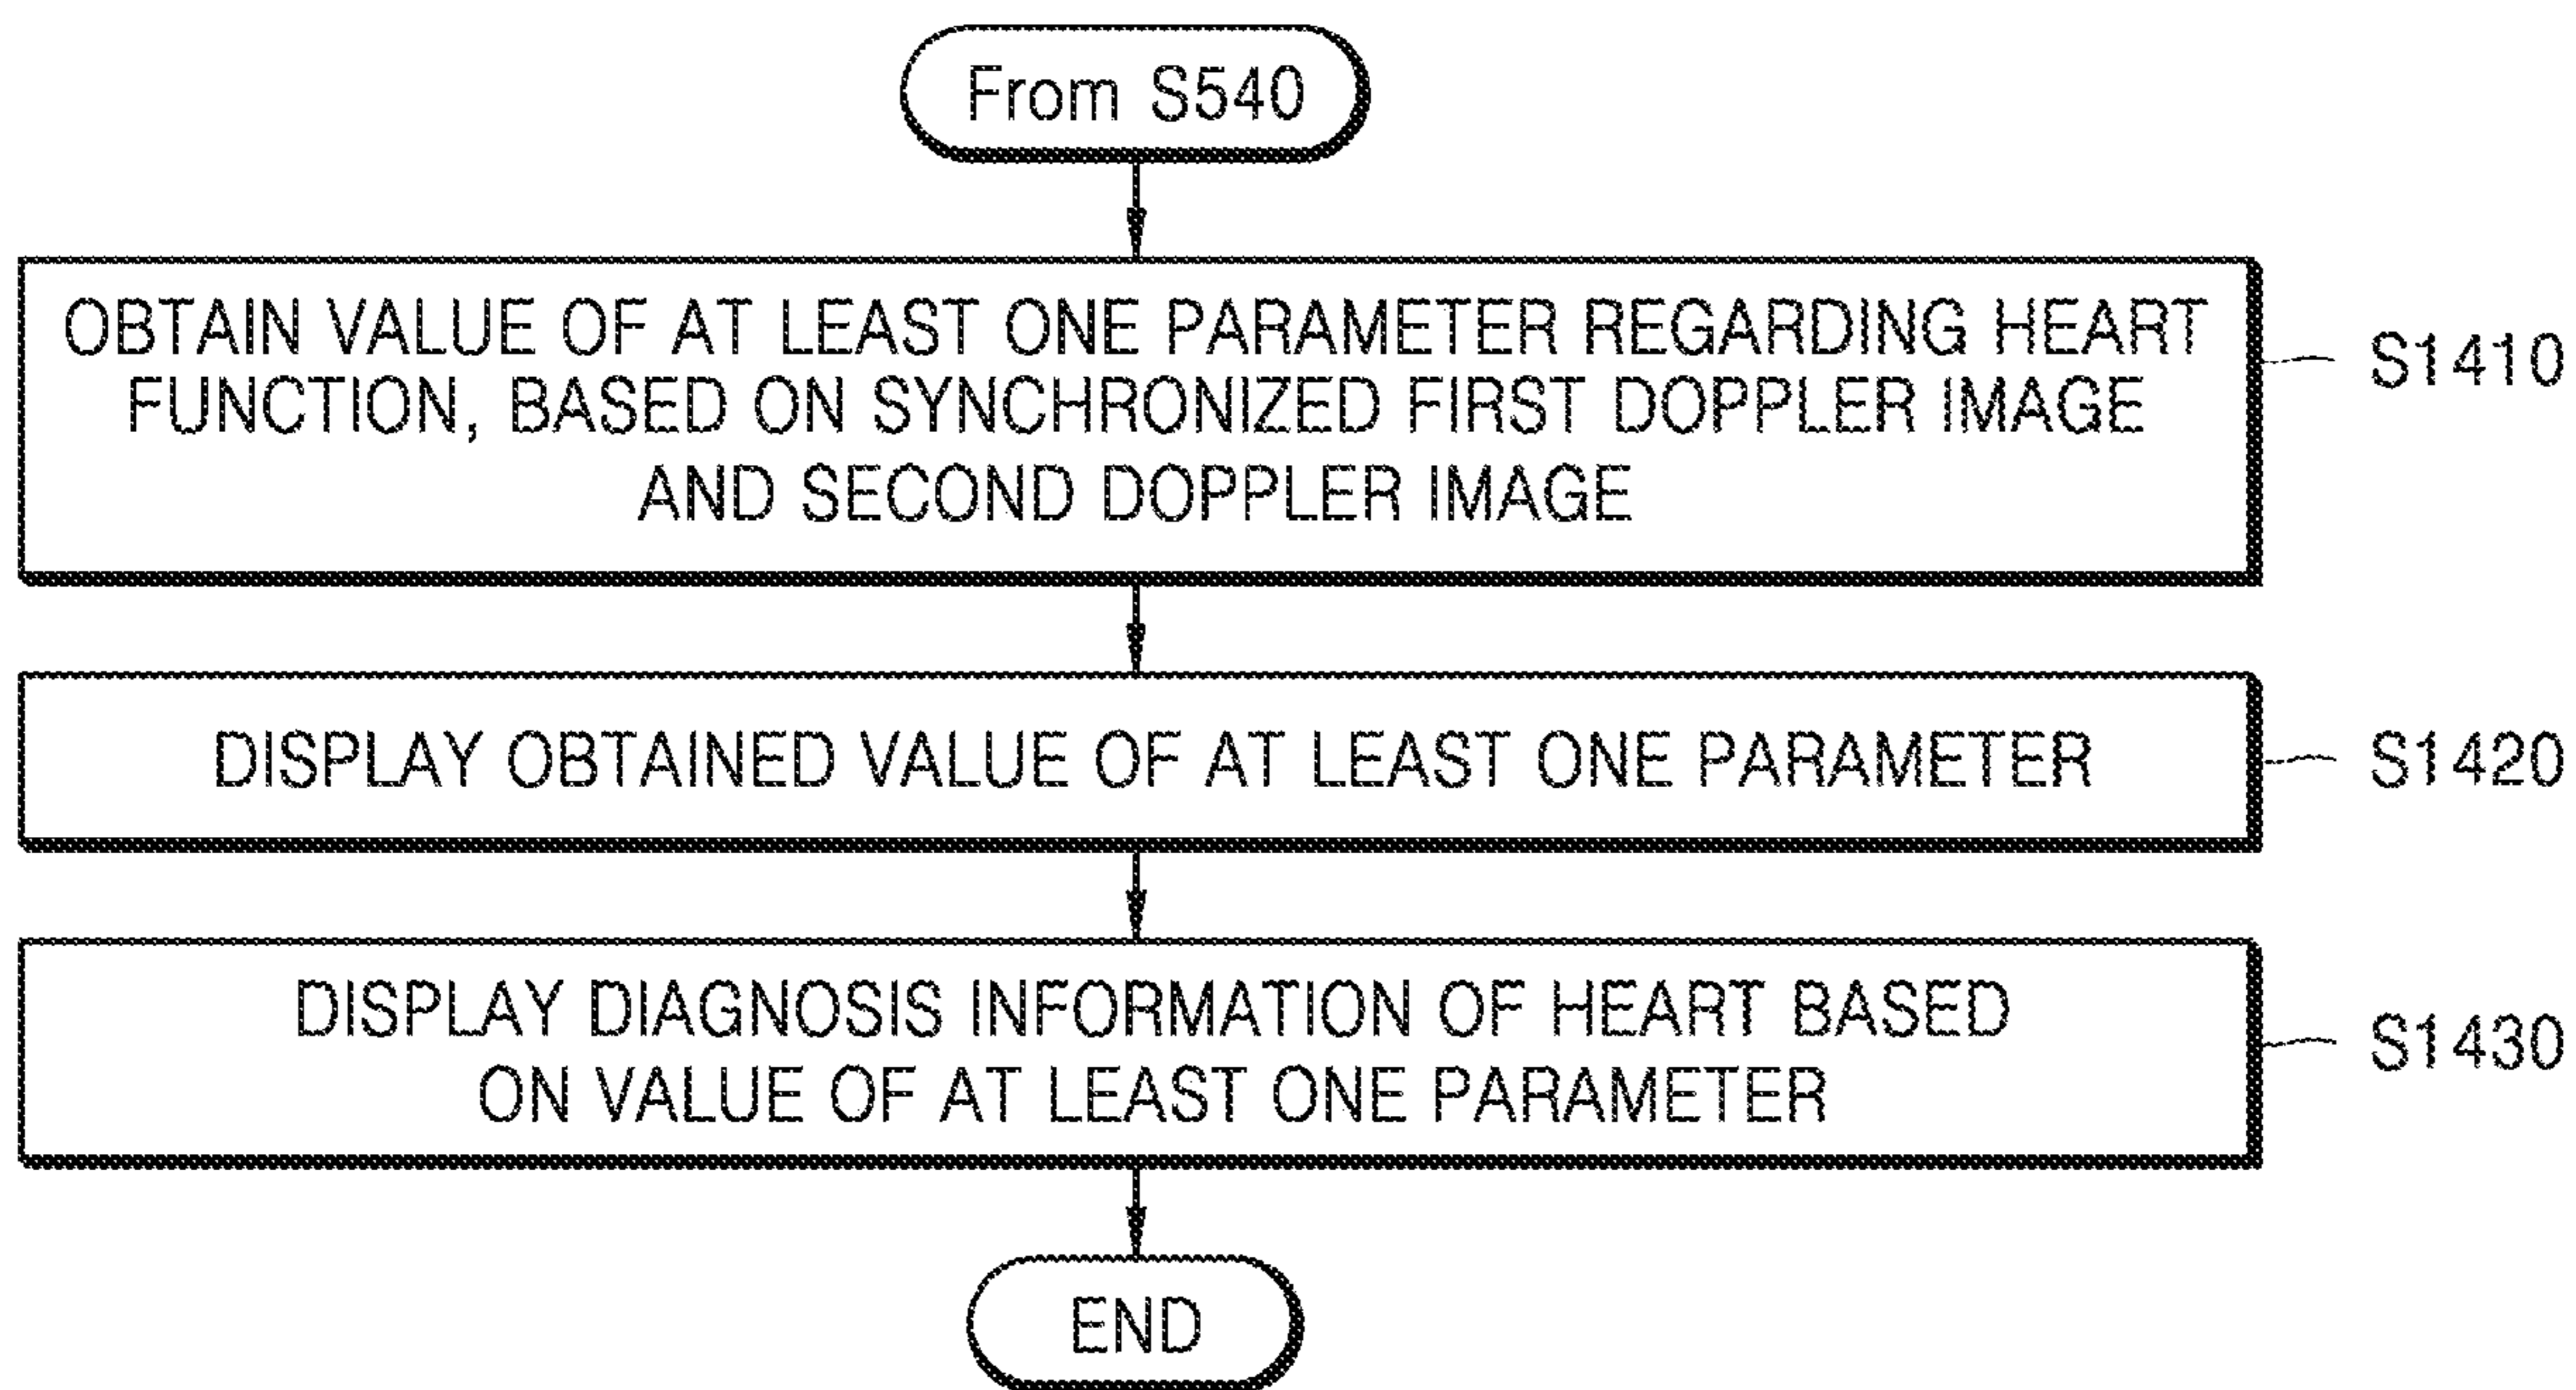 From S540
OBTAIN VALUE OF AT LEAST ONE PARAMETER REGARDING HEART
FUNCTION, BASED ON SYNCHRONIZED FIRST DOPPLER IMAGE
AND SECOND DOPPLER IMAGE
S1410
DISPLAY OBTAINED VALUE OF AT LEAST ONE PARAMETER
S1420
DISPLAY DIAGNOSIS INFORMATION OF HEART BASED
ON VALUE OF AT LEAST ONE PARAMETER
S1430
END